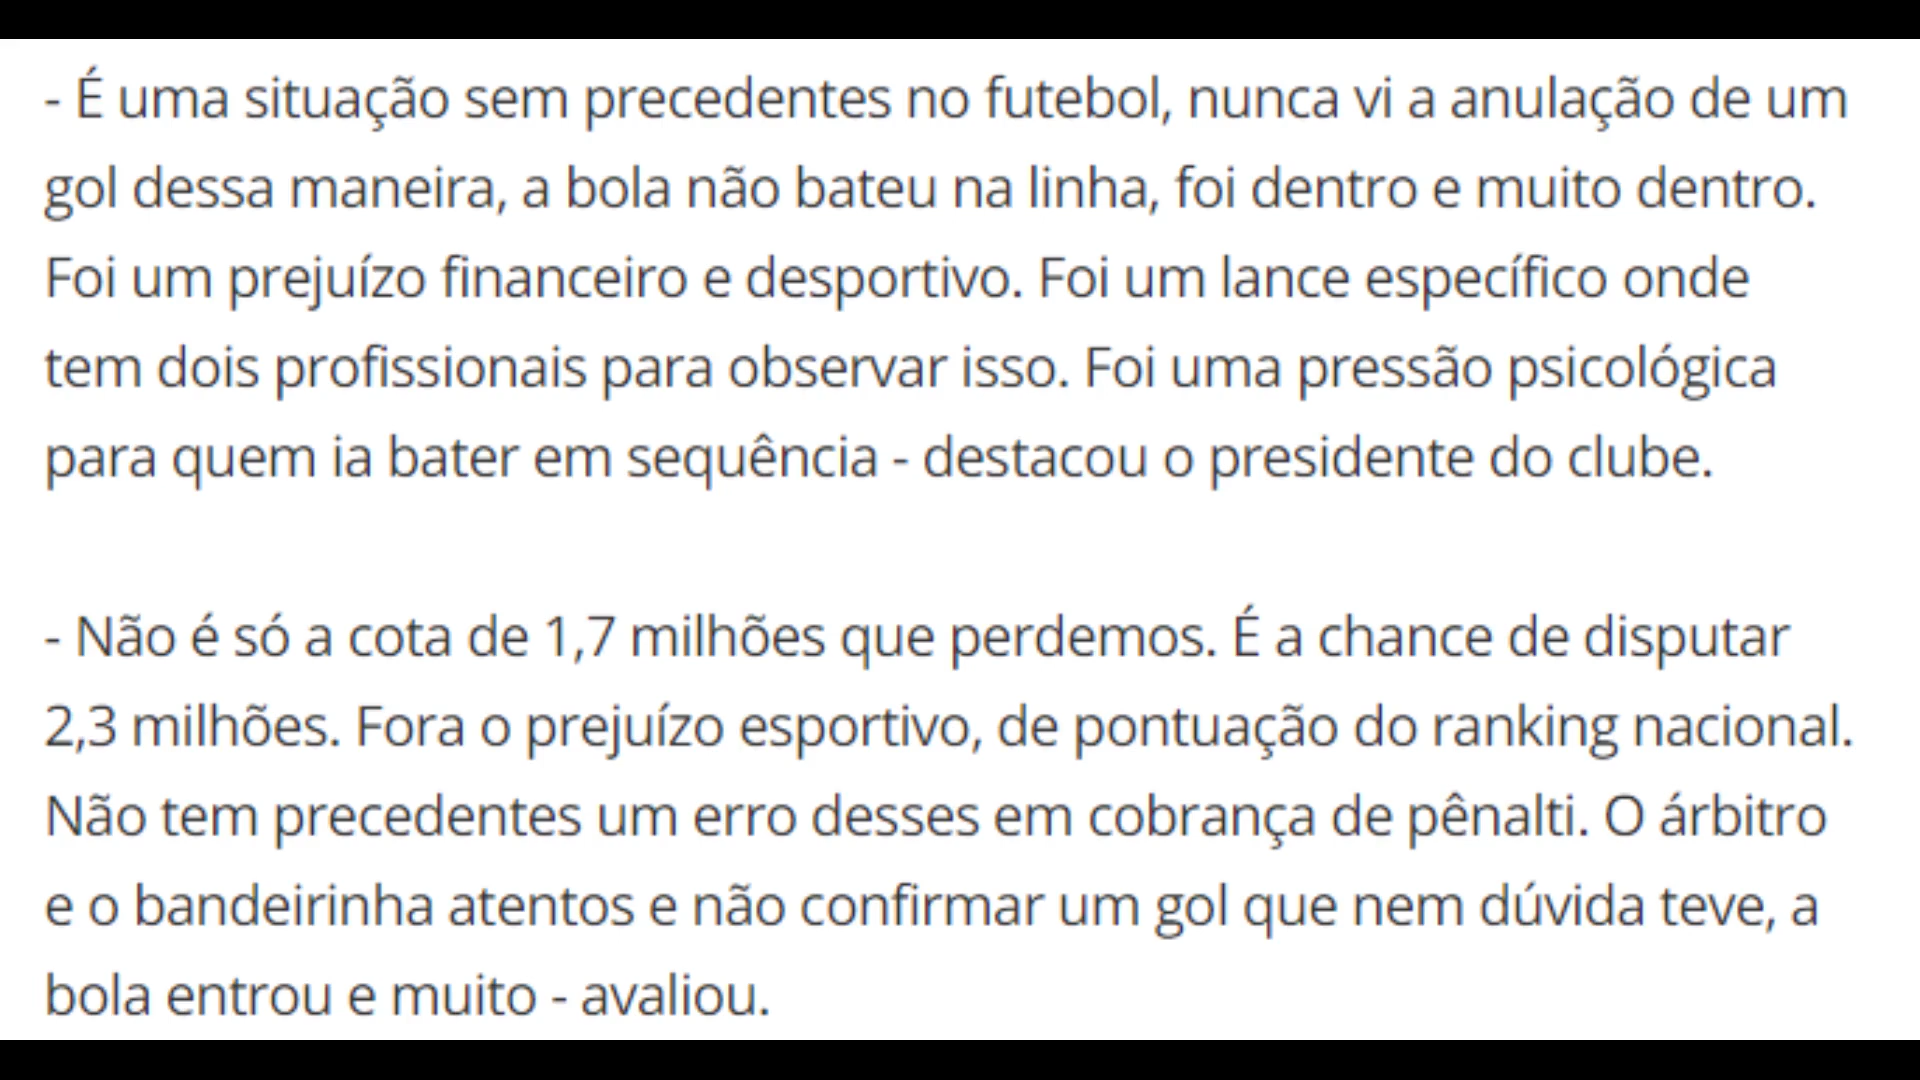 - É uma situação sem precedentes no futebol, nunca vi a anulação de um
gol dessa maneira, a bola não bateu na linha, foi dentro e muito dentro.
Foi um prejuízo financeiro e desportivo. Foi um lance específico onde
tem dois profissionais para observar isso. Foi uma pressão psicológica
para quem ia bater em sequência - destacou o presidente do clube.
- Não é só a cota de 1,7 milhões que perdemos. É a chance de disputar
2,3 milhões. Fora o prejuízo esportivo, de pontuação do ranking nacional.
Não tem precedentes um erro desses em cobrança de pênalti. O árbitro
e o bandeirinha atentos e não confirmar um gol que nem dúvida teve, a
bola entrou e muito - avaliou.